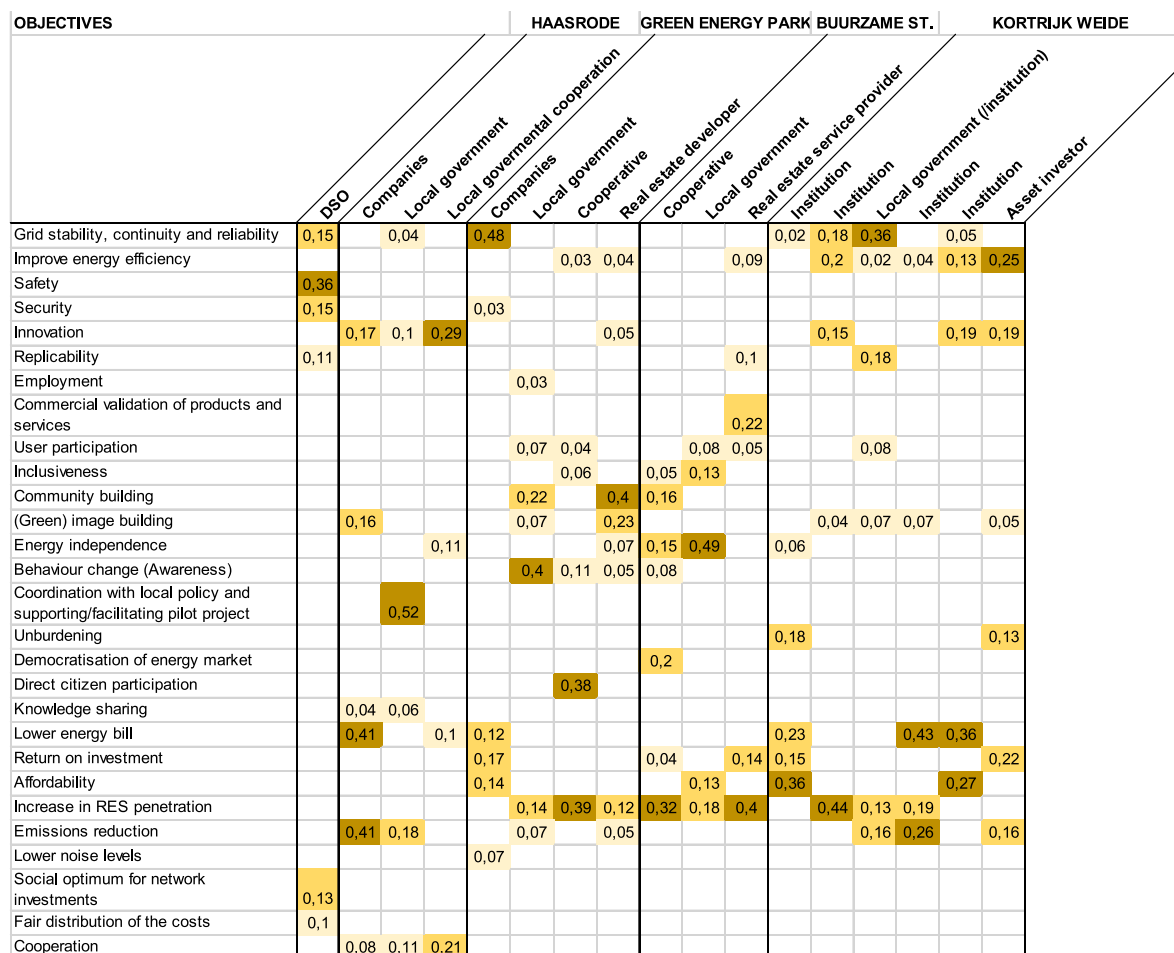 OBJECTIVES HAASRODE GREEN ENERGY PARK BUURZAME ST. KORTRIJK WEIDE
DSO
Companies
Local government
Local govermental cooperation
Companies
Local government
Cooperative
Real estate developer
Cooperative
Local government
Real estate service provider
Institution
Institution
Local government (/institution)
Institution
Institution
Asset investor
Grid stability, continuity and reliability 0,15 0,04 0,48 0,02 0,18 0,36 0,05
Improve energy efficiency 0,03 0,04 0,09 0,2 0,02 0,04 0,13 0,25
Safety 0,36
Security 0,15 0,03
Innovation 0,17 0,1 0,29 0,05 0,15 0,19 0,19
Replicability 0,11 0,1 0,18
Employment 0,03
Commercial validation of products and
services 0,22
User participation 0,07 0,04 0,08 0,05 0,08
Inclusiveness 0,06 0,05 0,13
Community building 0,22 0,4 0,16
(Green) image building 0,16 0,07 0,23 0,04 0,07 0,07 0,05
Energy independence 0,11 0,07 0,15 0,49 0,06
Behaviour change (Awareness) 0,4 0,11 0,05 0,08
Coordination with local policy and
supporting/facilitating pilot project 0,52
Unburdening 0,18 0,13
Democratisation of energy market 0,2
Direct citizen participation 0,38
Knowledge sharing 0,04 0,06
Lower energy bill 0,41 0,1 0,12 0,23 0,43 0,36
Return on investment 0,17 0,04 0,14 0,15 0,22
Affordability 0,14 0,13 0,36 0,27
Increase in RES penetration 0,14 0,39 0,12 0,32 0,18 0,4 0,44 0,13 0,19
Emissions reduction 0,41 0,18 0,07 0,05 0,16 0,26 0,16
Lower noise levels 0,07
Social optimum for network
investments 0,13
Fair distribution of the costs 0,1
Cooperation 0,08 0,11 0,21